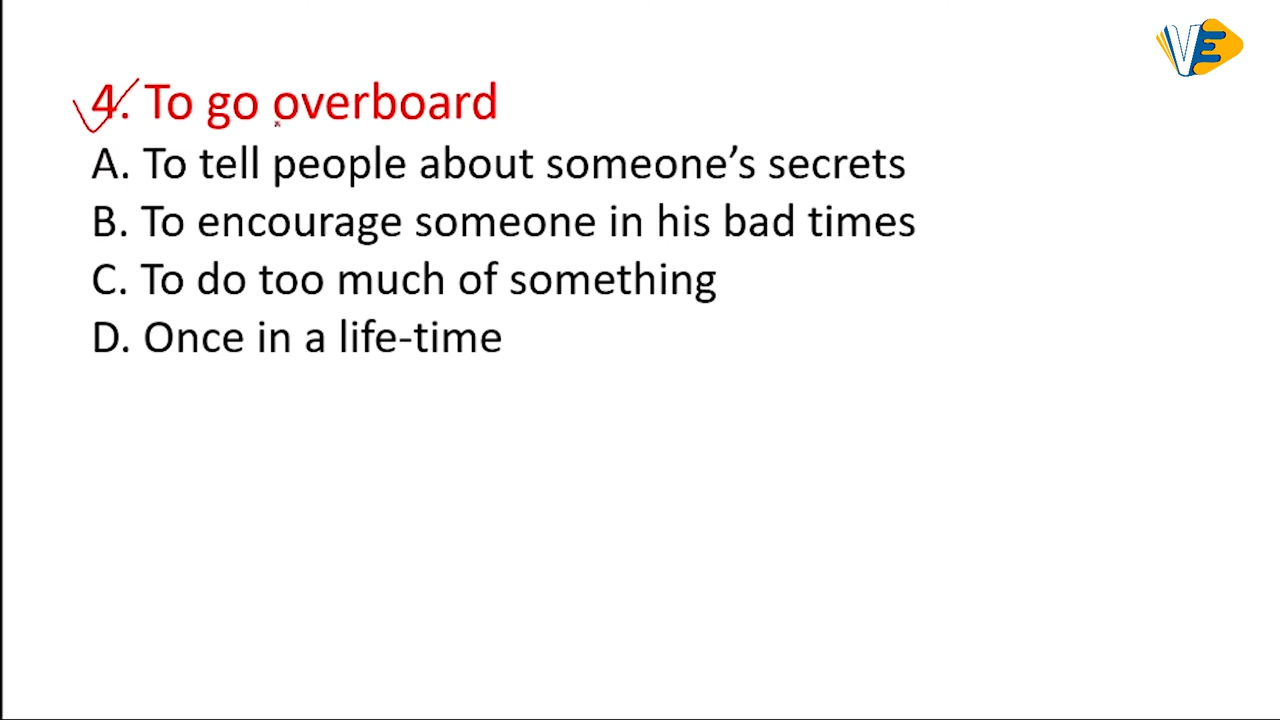 VE
4. To go overboard
A. To tell people about someone’s secrets
B. To encourage someone in his bad times
C. To do too much of something
D. Once in a life-time